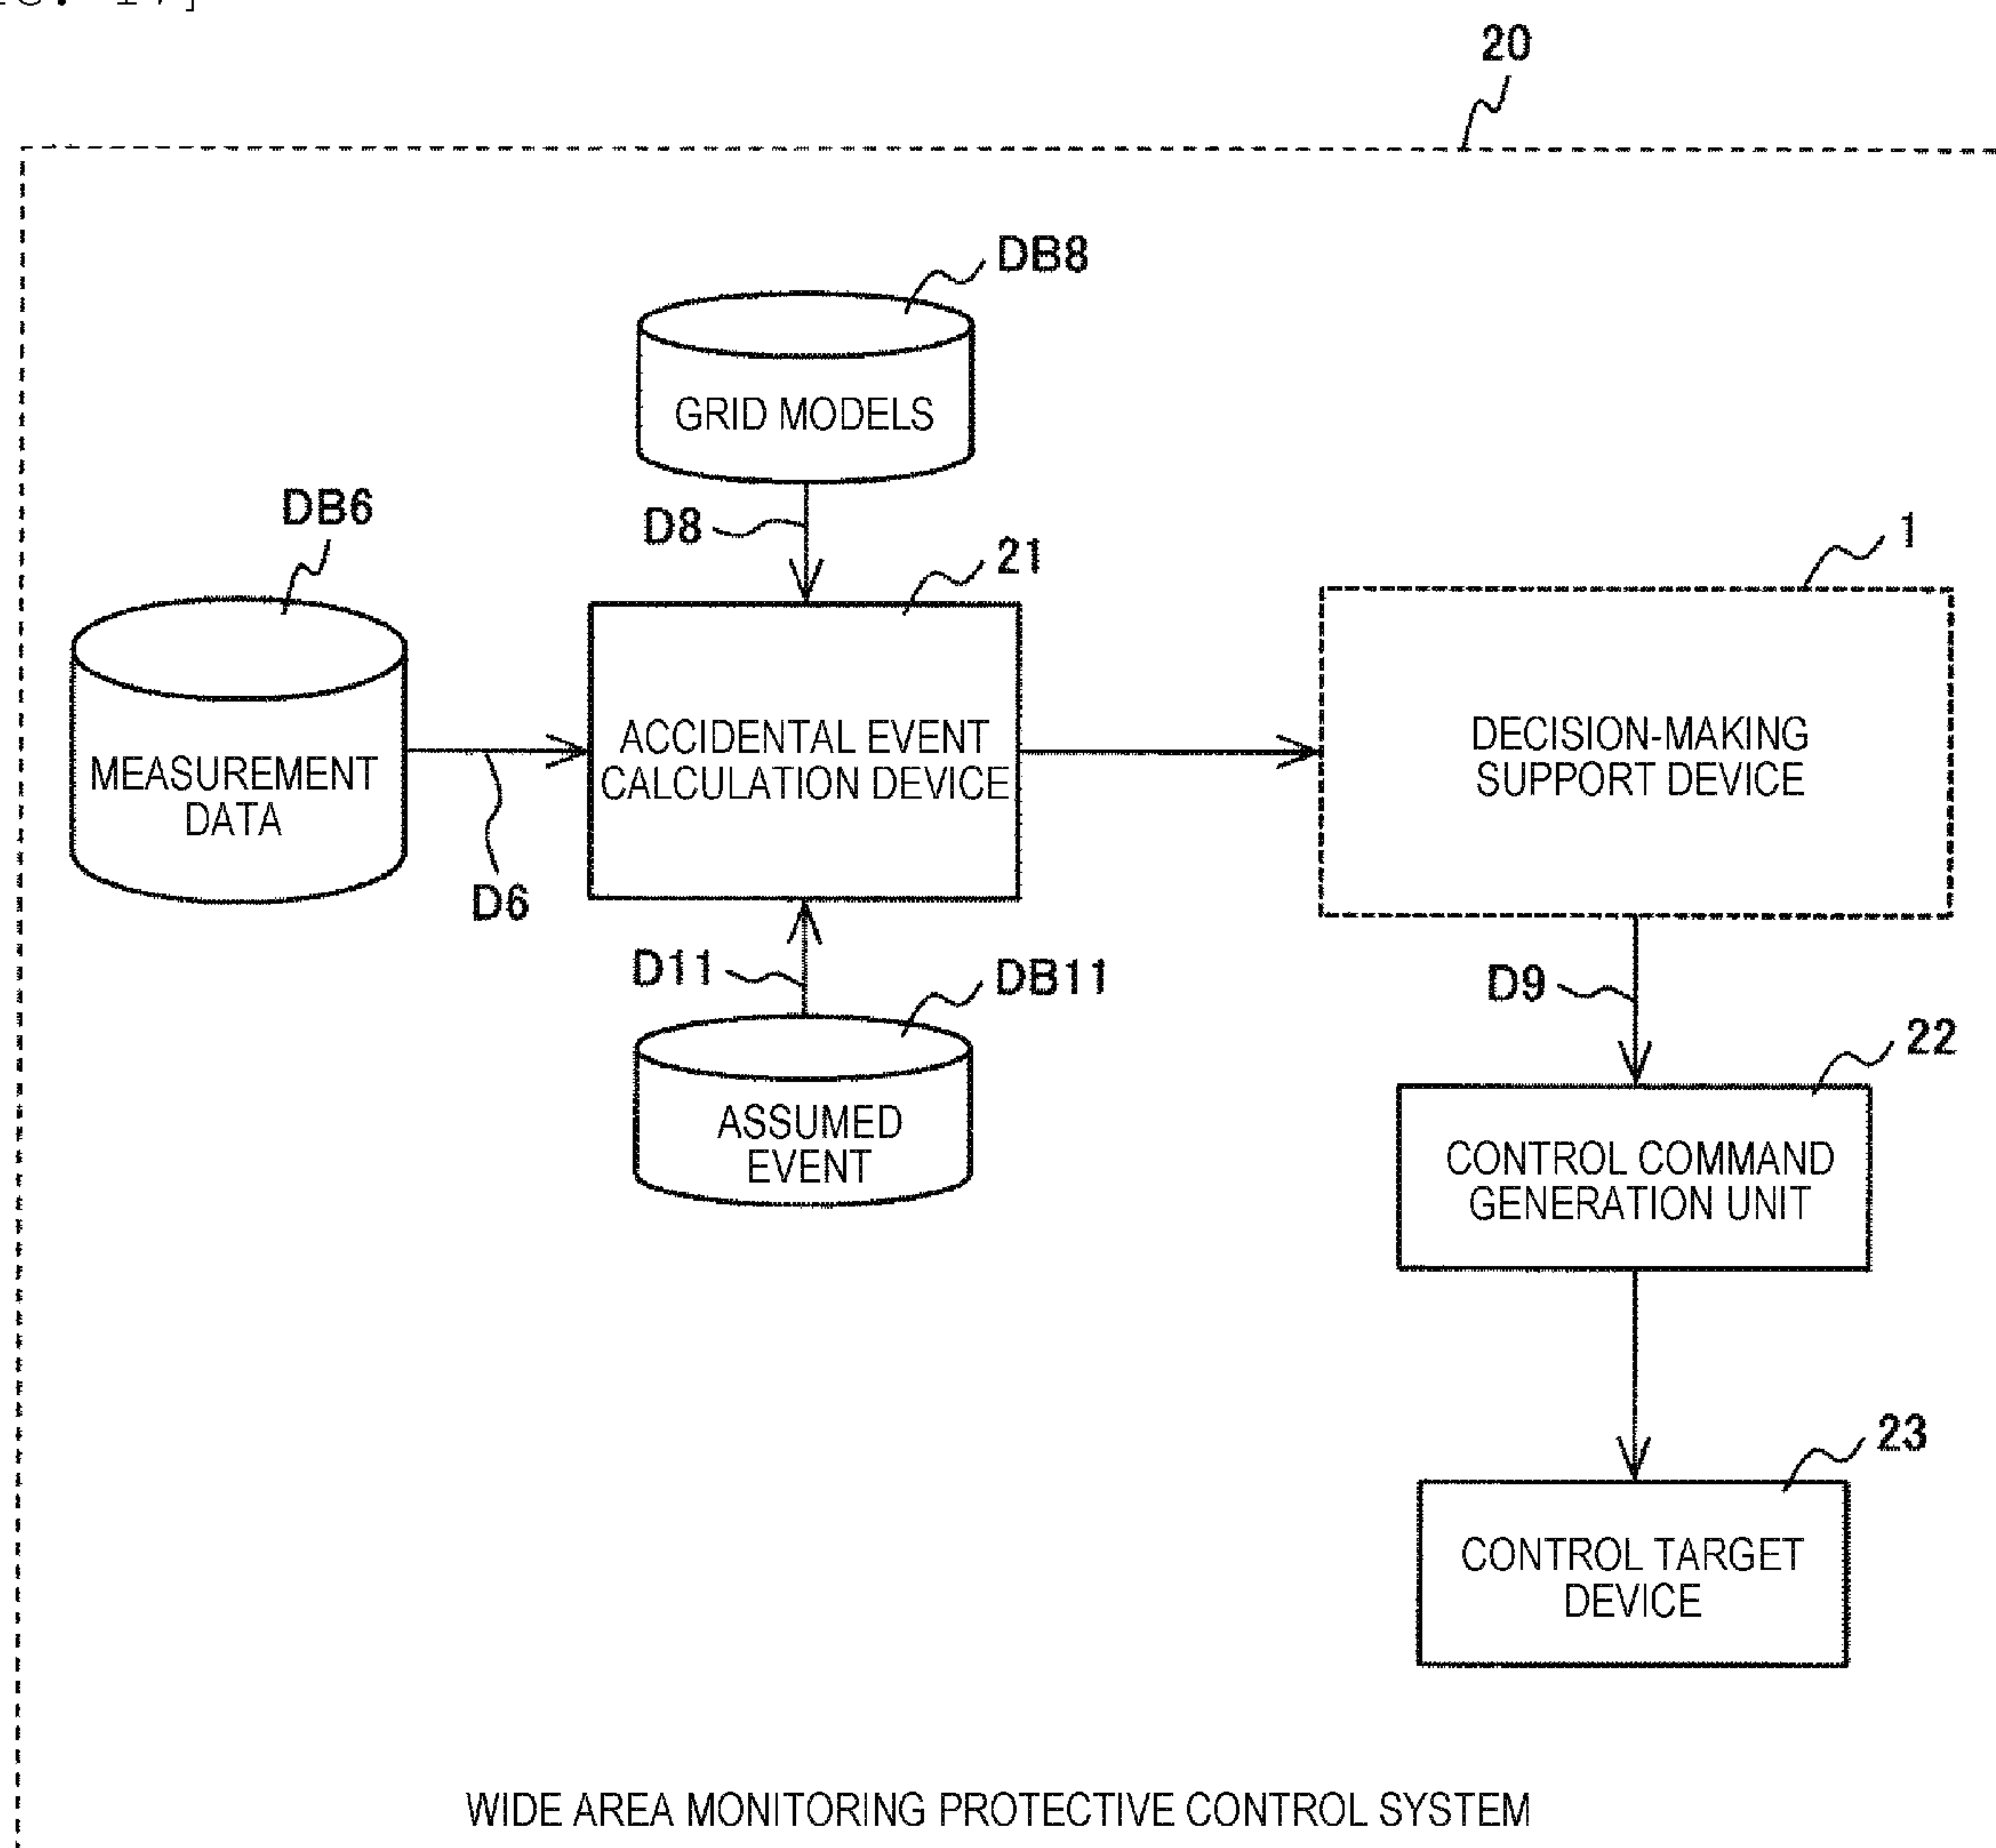 20
DB8
GRID MODELS
DB6
D8
21
1
MEASUREMENT
DATA
D6
ACCIDENTAL EVENT
CALCULATION DEVICE
DECISION-MAKING
SUPPORT DEVICE
D11
DB11
D9
22
ASSUMED
EVENT
CONTROL COMMAND
GENERATION UNIT
23
CONTROL TARGET
DEVICE
WIDE AREA MONITORING PROTECTIVE CONTROL SYSTEM